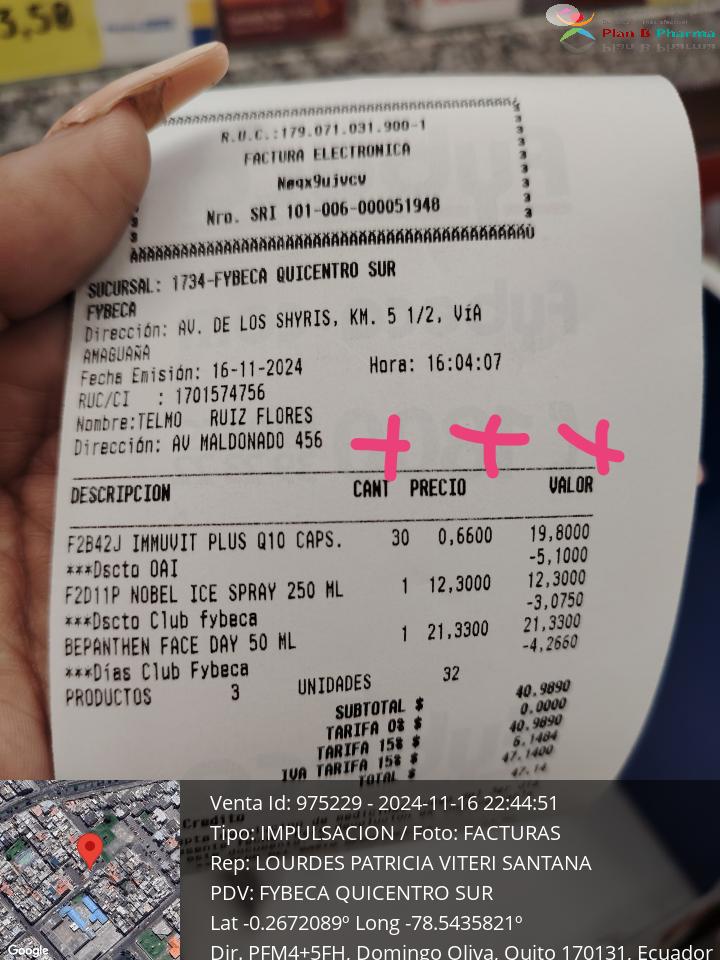 3,50
Plan B Pharma
R.U.C.:179.071.031.900-1
FACTURA ELECTRONICA
Neqx9ujvcv
Nro. SRI 101-006-000051948
SUCURSAL: 1734-FYBECA QUICENTRO SUR
FYBECA
Dirección: AV. DE LOS SHYRIS, KM. 5 1/2, VíA
AMAGUAÑA
Fecha Emisión: 16-11-2024 Hora: 16:04:07
RUC/CI : 1701574756
Nombre:TELMO RUIZ FLORES
Dirección: AV MALDONADO 456
DESCRIPCION CANT PRECIO VALOR
F2B42J IMMUVIT PLUS Q10 CAPS. 30 0,6600 19,8000
***Dscto OAI -5,1000
F2D11P NOBEL ICE SPRAY 250 ML 1 12,3000 12,3000
***Dscto Club fybeca -3,0750
BEPANTHEN FACE DAY 50 ML 1 21,3300 21,3300
***Días Club Fybeca -4,2660
PRODUCTOS 3 UNIDADES 32
SUBTOTAL $ 40.9890
TARIFA 0% $ 0.0000
TARIFA 15% $ 40.9890
IVA TARIFA 15% $ 6.1484
TOTAL $ 47.1400
47.14
Credito
Venta Id: 975229 - 2024-11-16 22:44:51
Tipo: IMPULSACION / Foto: FACTURAS
Rep: LOURDES PATRICIA VITERI SANTANA
PDV: FYBECA QUICENTRO SUR
Lat -0.2672089º Long -78.5435821º
Dir. PFM4+5FH, Domingo Oliva, Quito 170131, Ecuador
Google